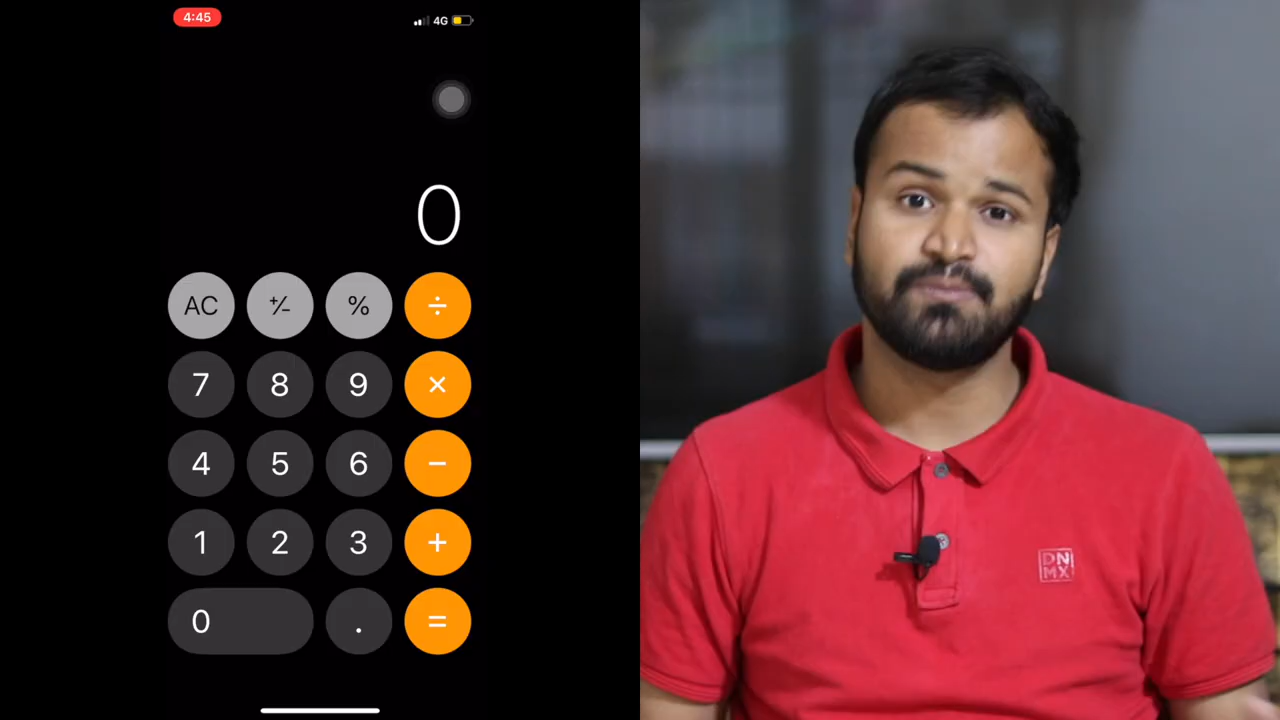 4:45
4G
0
AC +/− % ÷
7 8 9 ×
4 5 6 −
1 2 3 +
0 . =
DN
MX